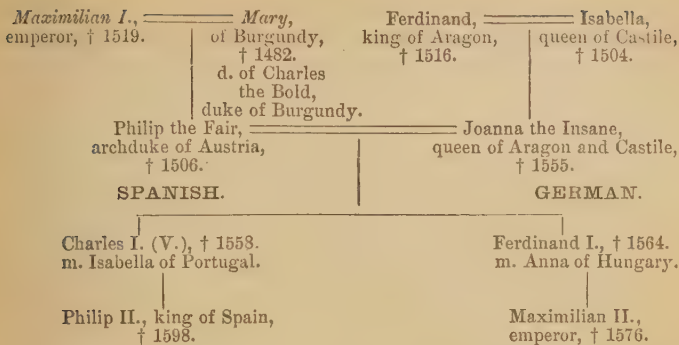 Maximilian I., Mary, Ferdinand, Isabella,
emperor, † 1519. of Burgundy, king of Aragon, queen of Castile,
† 1482. † 1516. † 1504.
d. of Charles
the Bold,
duke of Burgundy.
Philip the Fair, Joanna the Insane,
archduke of Austria, queen of Aragon and Castile,
† 1506. † 1555.
SPANISH. GERMAN.
Charles I. (V.), † 1558. Ferdinand I., † 1564.
m. Isabella of Portugal. m. Anna of Hungary.
Philip II., king of Spain, Maximilian II.,
† 1598. emperor, † 1576.